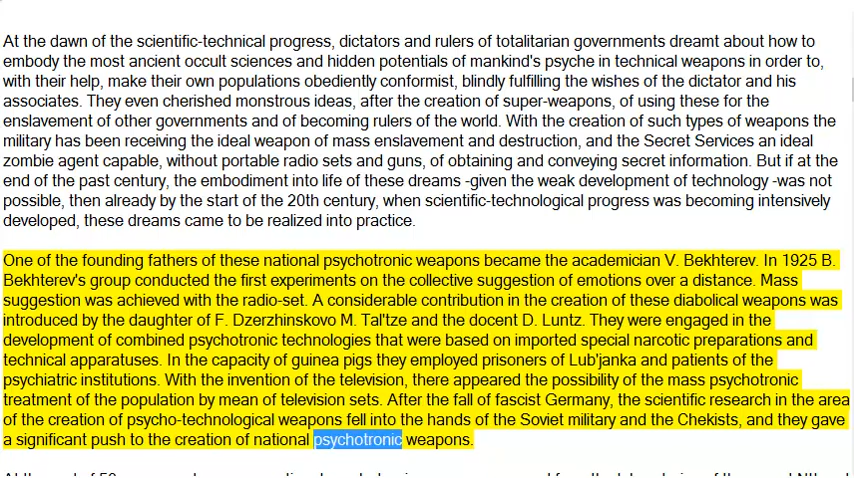 At the dawn of the scientific-technical progress, dictators and rulers of totalitarian governments dreamt about how to
embody the most ancient occult sciences and hidden potentials of mankind's psyche in technical weapons in order to,
with their help, make their own populations obediently conformist, blindly fulfilling the wishes of the dictator and his
associates. They even cherished monstrous ideas, after the creation of super-weapons, of using these for the
enslavement of other governments and of becoming rulers of the world. With the creation of such types of weapons the
military has been receiving the ideal weapon of mass enslavement and destruction, and the Secret Services an ideal
zombie agent capable, without portable radio sets and guns, of obtaining and conveying secret information. But if at the
end of the past century, the embodiment into life of these dreams -given the weak development of technology -was not
possible, then already by the start of the 20th century, when scientific-technological progress was becoming intensively
developed, these dreams came to be realized into practice.
One of the founding fathers of these national psychotronic weapons became the academician V. Bekhterev. In 1925 B.
Bekhterev's group conducted the first experiments on the collective suggestion of emotions over a distance. Mass
suggestion was achieved with the radio-set. A considerable contribution in the creation of these diabolical weapons was
introduced by the daughter of F. Dzerzhinskovo M. Tal'tze and the docent D. Luntz. They were engaged in the
development of combined psychotronic technologies that were based on imported special narcotic preparations and
technical apparatuses. In the capacity of guinea pigs they employed prisoners of Lub'janka and patients of the
psychiatric institutions. With the invention of the television, there appeared the possibility of the mass psychotronic
treatment of the population by mean of television sets. After the fall of fascist Germany, the scientific research in the area
of the creation of psycho-technological weapons fell into the hands of the Soviet military and the Chekists, and they gave
a significant push to the creation of national psychotronic weapons.